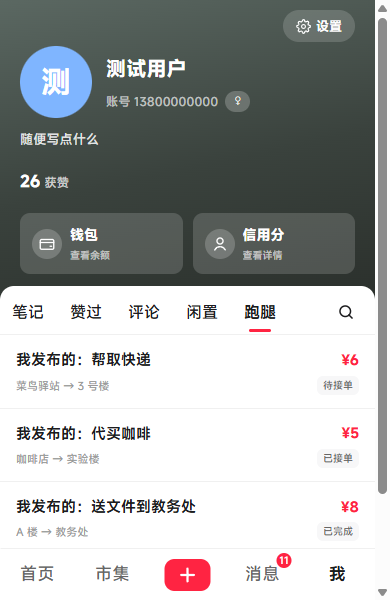 设置
测
测试用户
账号 13800000000
随便写点什么
26 获赞
钱包
查看余额
信用分
查看详情
笔记 赞过 评论 闲置 跑腿
我发布的：帮取快递 ¥6
菜鸟驿站 → 3 号楼 待接单
我发布的：代买咖啡 ¥5
咖啡店 → 实验楼 已接单
我发布的：送文件到教务处 ¥8
A 楼 → 教务处 已完成
首页 市集 消息 11 我